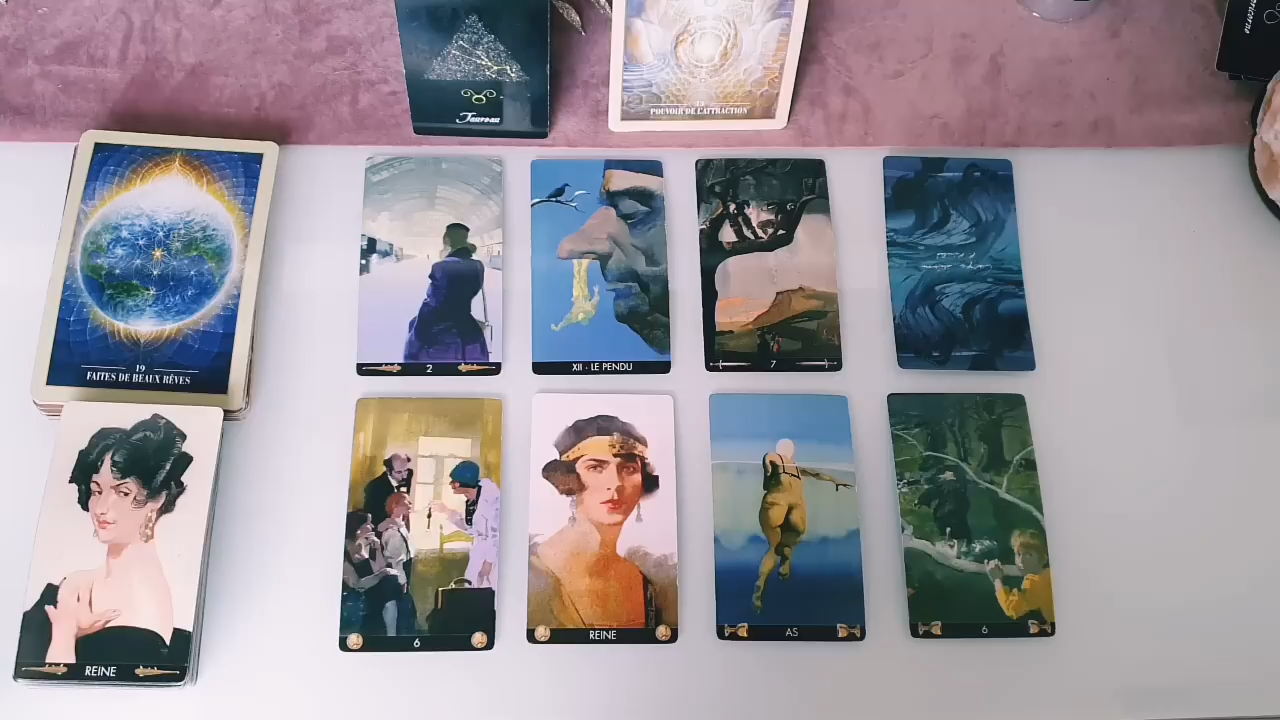 Taureau
13
POUVOIR DE L'ATTRACTION
19
FAITES DE BEAUX RÊVES
2
XII · LE PENDU
7
REINE
6
REINE
AS
6